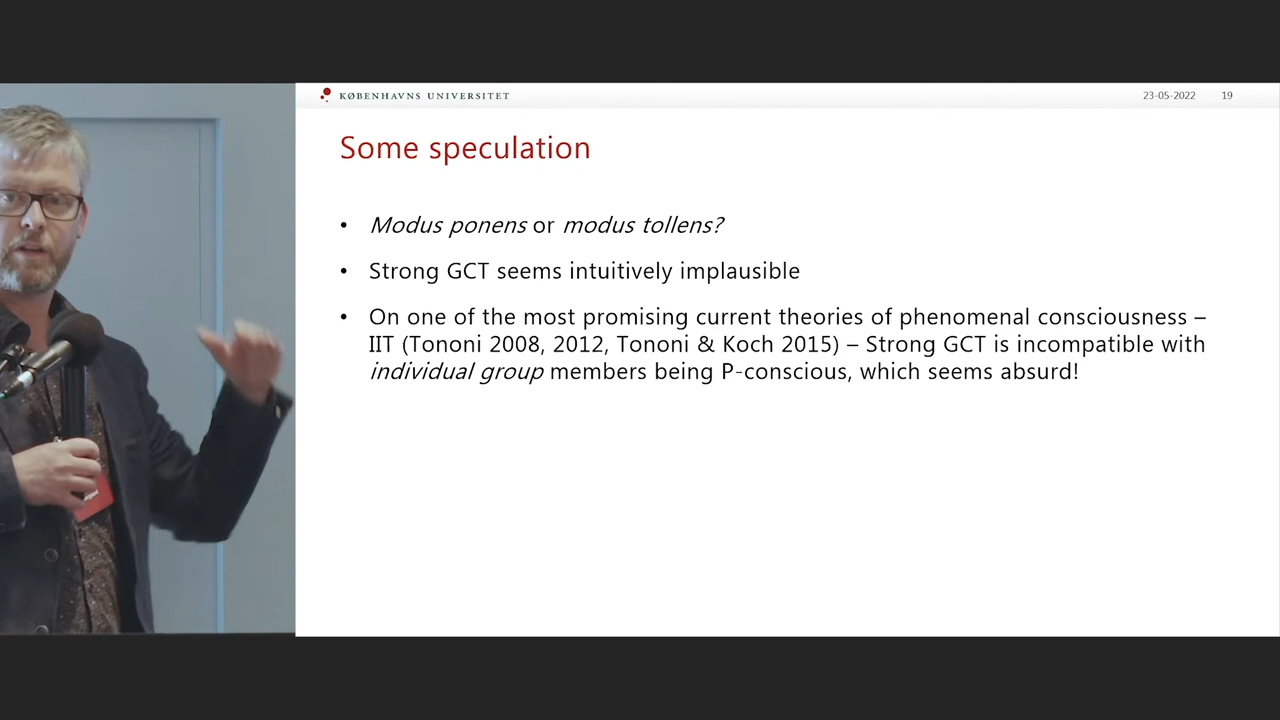 KØBENHAVNS UNIVERSITET
23-05-2022 19
Some speculation
• Modus ponens or modus tollens?
• Strong GCT seems intuitively implausible
• On one of the most promising current theories of phenomenal consciousness –
IIT (Tononi 2008, 2012, Tononi & Koch 2015) – Strong GCT is incompatible with
individual group members being P-conscious, which seems absurd!